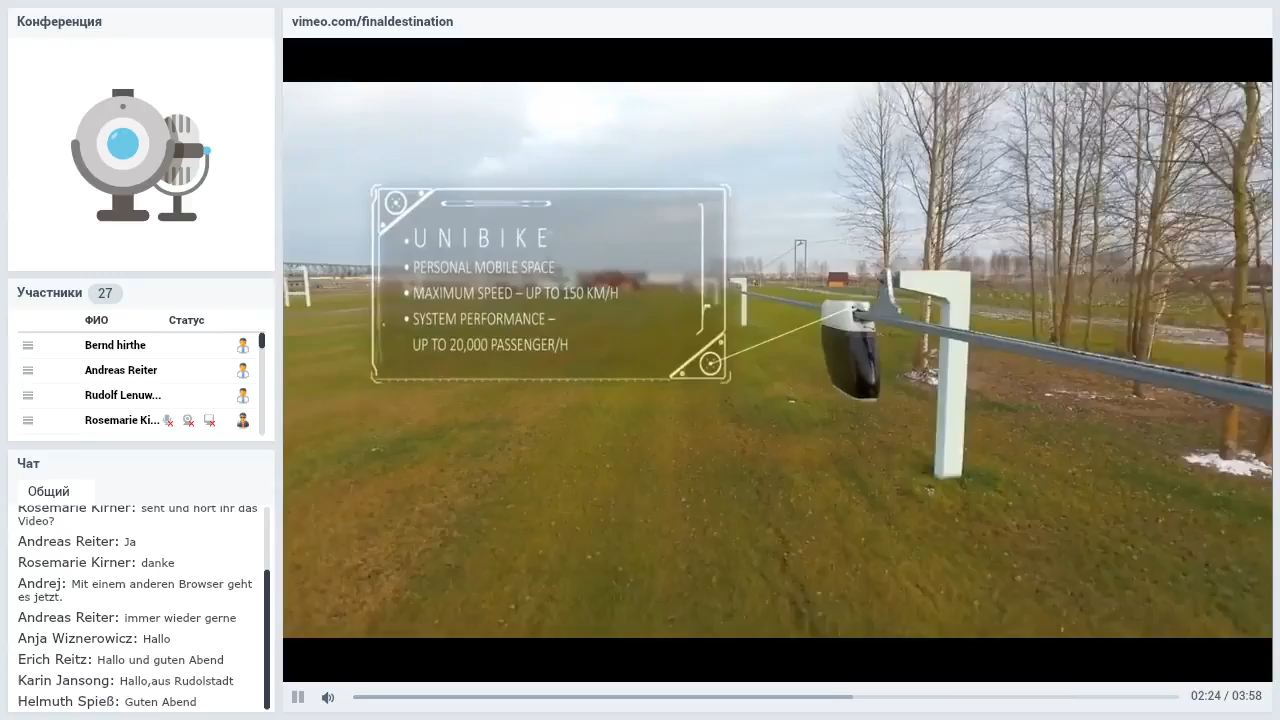 Конференция
vimeo.com/finaldestination
UNIBIKE
• PERSONAL MOBILE SPACE
• MAXIMUM SPEED – UP TO 150 KM/H
• SYSTEM PERFORMANCE –
UP TO 20,000 PASSENGER/H
Участники 27
ФИО Статус
Bernd hirthe
Andreas Reiter
Rudolf Lenuw...
Rosemarie Ki...
Чат
Общий
Rosemarie Kirner: seht und hört ihr das
Video?
Andreas Reiter: Ja
Rosemarie Kirner: danke
Andrej: Mit einem anderen Browser geht
es jetzt.
Andreas Reiter: immer wieder gerne
Anja Wiznerowicz: Hallo
Erich Reitz: Hallo und guten Abend
Karin Jansong: Hallo,aus Rudolstadt
Helmuth Spieß: Guten Abend
02:24 / 03:58